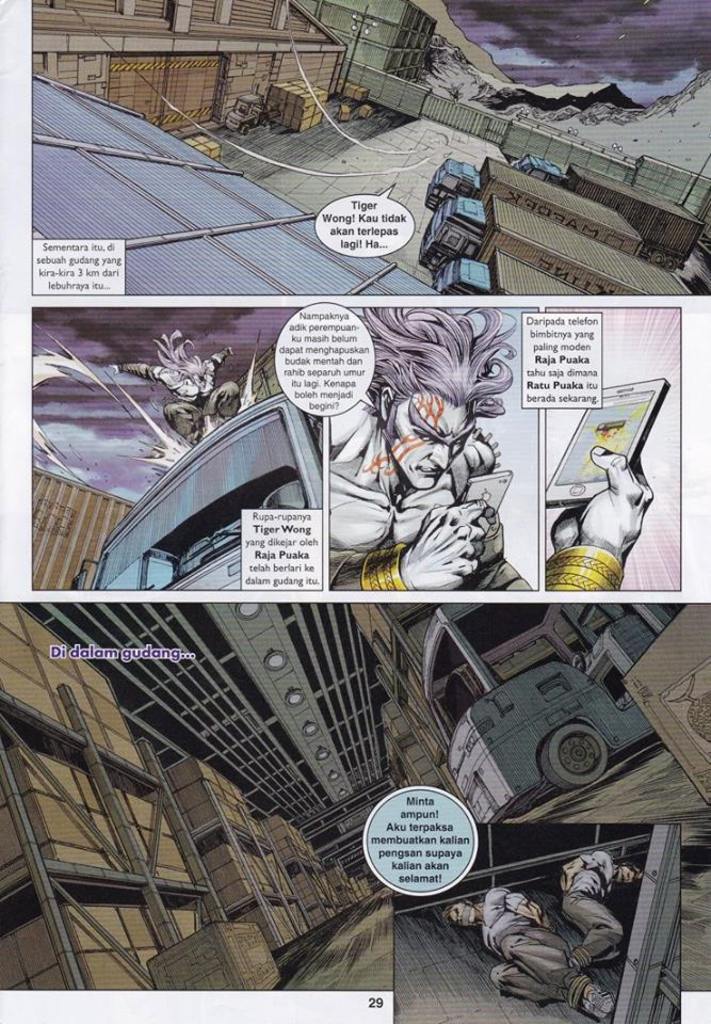 Tiger
Wong! Kau tidak
akan terlepas
lagi! Ha...
Sementara itu, di
sebuah gudang yang
kira-kira 3 km dari
lebuhraya itu...
Nampaknya
adik perempuan-
ku masih belum
dapat menghapuskan
budak mentah dan
rahib separuh umur
itu lagi. Kenapa
boleh menjadi
begini?
Rupa-rupanya
Tiger Wong
yang dikejar oleh
Raja Puaka
telah berlari ke
dalam gudang itu.
Daripada telefon
bimbitnya yang
paling moden
Raja Puaka
tahu saja dimana
Ratu Puaka itu
berada sekarang.
Di dalam gudang...
Minta
ampun!
Aku terpaksa
membuatkan kalian
pengsan supaya
kalian akan
selamat!
29